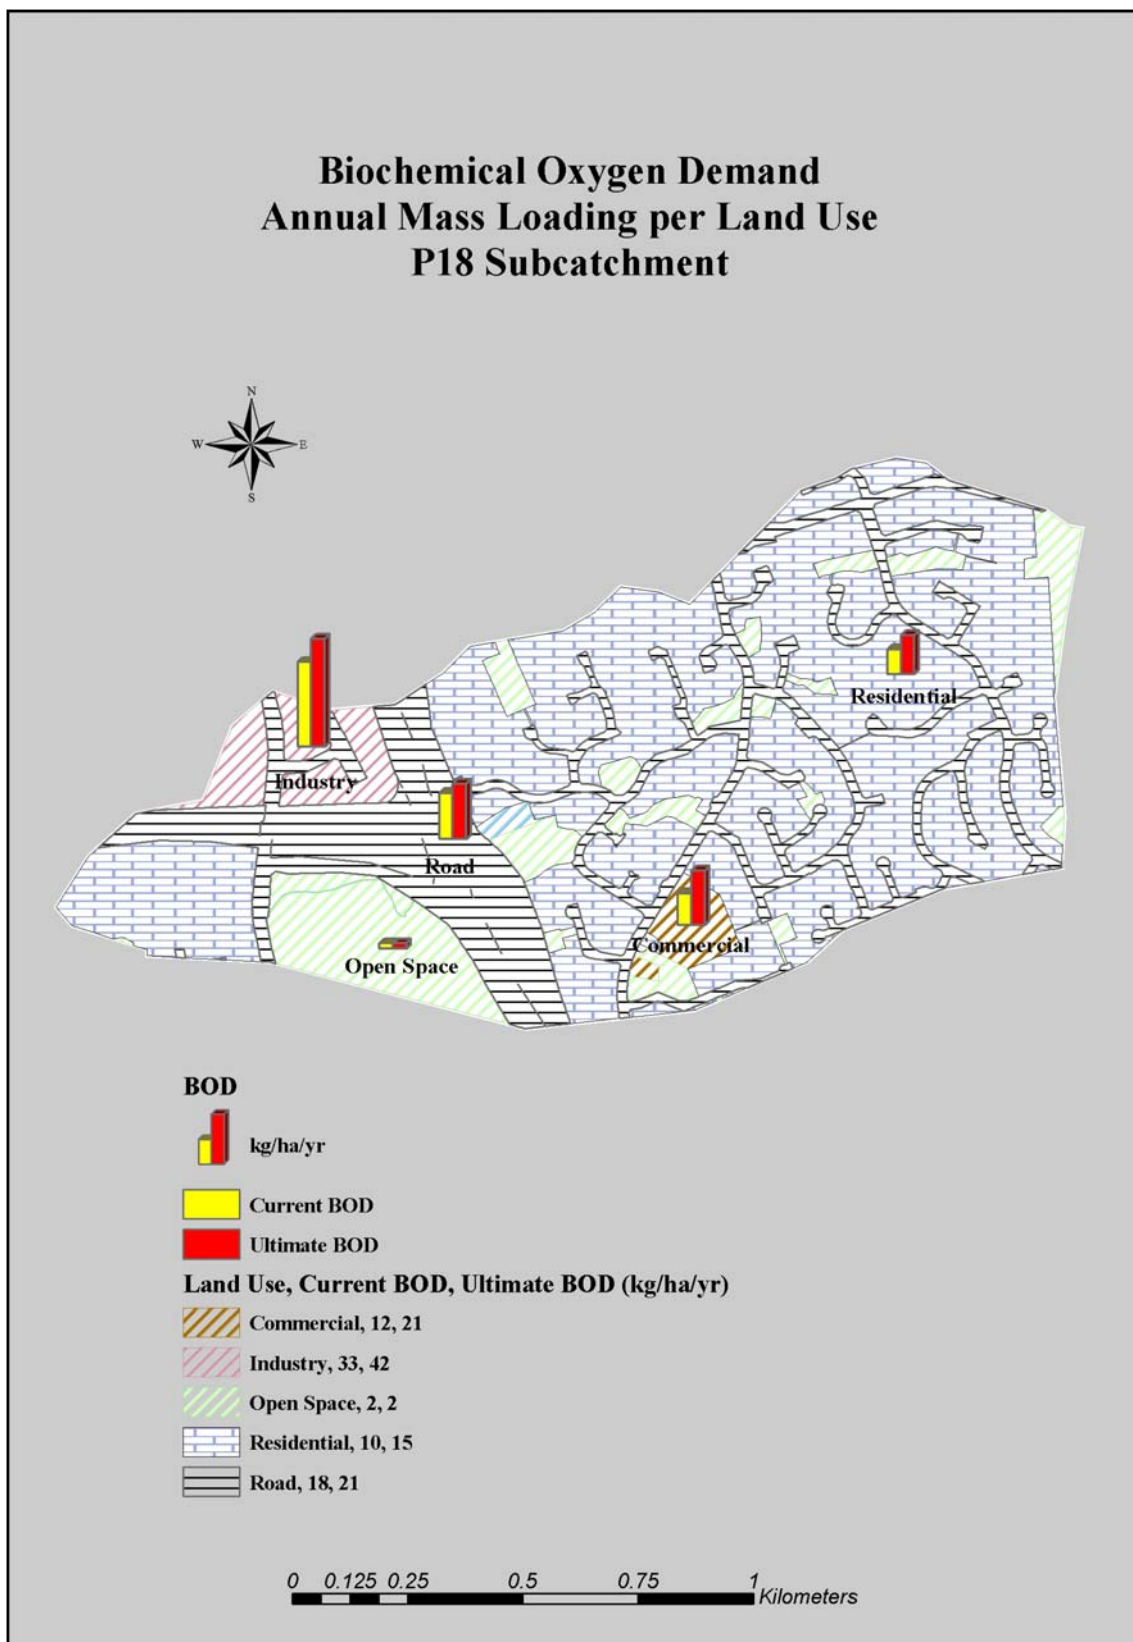 Biochemical Oxygen Demand
Annual Mass Loading per Land Use
P18 Subcatchment
N
W
E
S
Residential
Industry
Road
Commercial
Open Space
BOD
kg/ha/yr
Current BOD
Ultimate BOD
Land Use, Current BOD, Ultimate BOD (kg/ha/yr)
Commercial, 12, 21
Industry, 33, 42
Open Space, 2, 2
Residential, 10, 15
Road, 18, 21
0 0.125 0.25 0.5 0.75 1
Kilometers